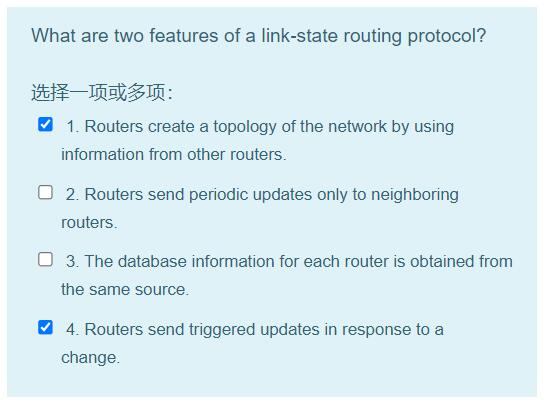 What are two features of a link-state routing protocol?
选择一项或多项：
1. Routers create a topology of the network by using
information from other routers.
2. Routers send periodic updates only to neighboring
routers.
3. The database information for each router is obtained from
the same source.
4. Routers send triggered updates in response to a
change.